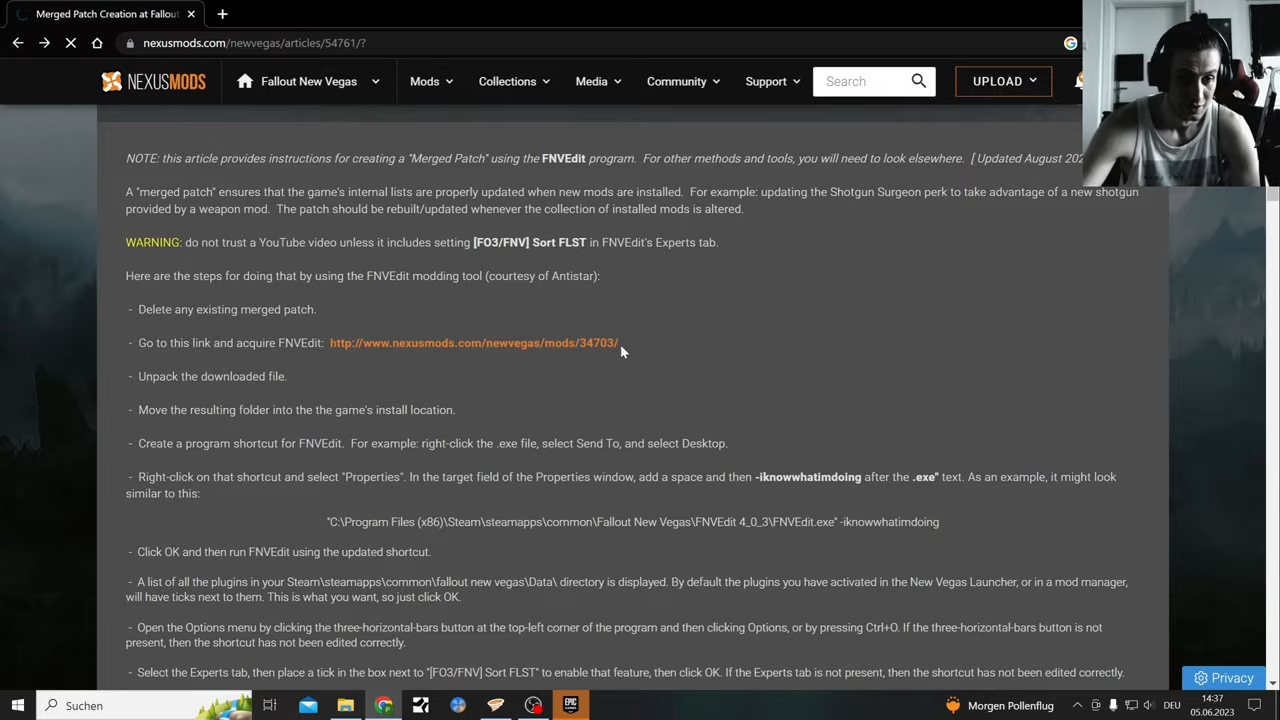 Merged Patch Creation at Fallout
nexusmods.com/newvegas/articles/54761/?
NEXUSMODS
Fallout New Vegas
Mods
Collections
Media
Community
Support
Search
UPLOAD
NOTE: this article provides instructions for creating a "Merged Patch" using the FNVEdit program. For other methods and tools, you will need to look elsewhere. [ Updated August
A "merged patch" ensures that the game's internal lists are properly updated when new mods are installed. For example: updating the Shotgun Surgeon perk to take advantage of a new shotgun
provided by a weapon mod. The patch should be rebuilt/updated whenever the collection of installed mods is altered.
WARNING: do not trust a YouTube video unless it includes setting [FO3/FNV] Sort FLST in FNVEdit's Experts tab.
Here are the steps for doing that by using the FNVEdit modding tool (courtesy of Antistar):
- Delete any existing merged patch.
- Go to this link and acquire FNVEdit: http://www.nexusmods.com/newvegas/mods/34703/
- Unpack the downloaded file.
- Move the resulting folder into the the game's install location.
- Create a program shortcut for FNVEdit. For example: right-click the .exe file, select Send To, and select Desktop.
- Right-click on that shortcut and select "Properties". In the target field of the Properties window, add a space and then -iknowwhatimdoing after the .exe" text. As an example, it might look
similar to this:
"C:\Program Files (x86)\Steam\steamapps\common\Fallout New Vegas\FNVEdit 4_0_3\FNVEdit.exe" -iknowwhatimdoing
- Click OK and then run FNVEdit using the updated shortcut.
- A list of all the plugins in your Steam\steamapps\common\fallout new vegas\Data\ directory is displayed. By default the plugins you have activated in the New Vegas Launcher, or in a mod manager,
will have ticks next to them. This is what you want, so just click OK.
- Open the Options menu by clicking the three-horizontal-bars button at the top-left corner of the program and then clicking Options, or by pressing Ctrl+O. If the three-horizontal-bars button is not
present, then the shortcut has not been edited correctly.
- Select the Experts tab, then place a tick in the box next to "[FO3/FNV] Sort FLST" to enable that feature, then click OK. If the Experts tab is not present, then the shortcut has not been edited correctly.
Privacy
Suchen
EPIC
Morgen Pollenflug
DEU
14:37
05.06.2023